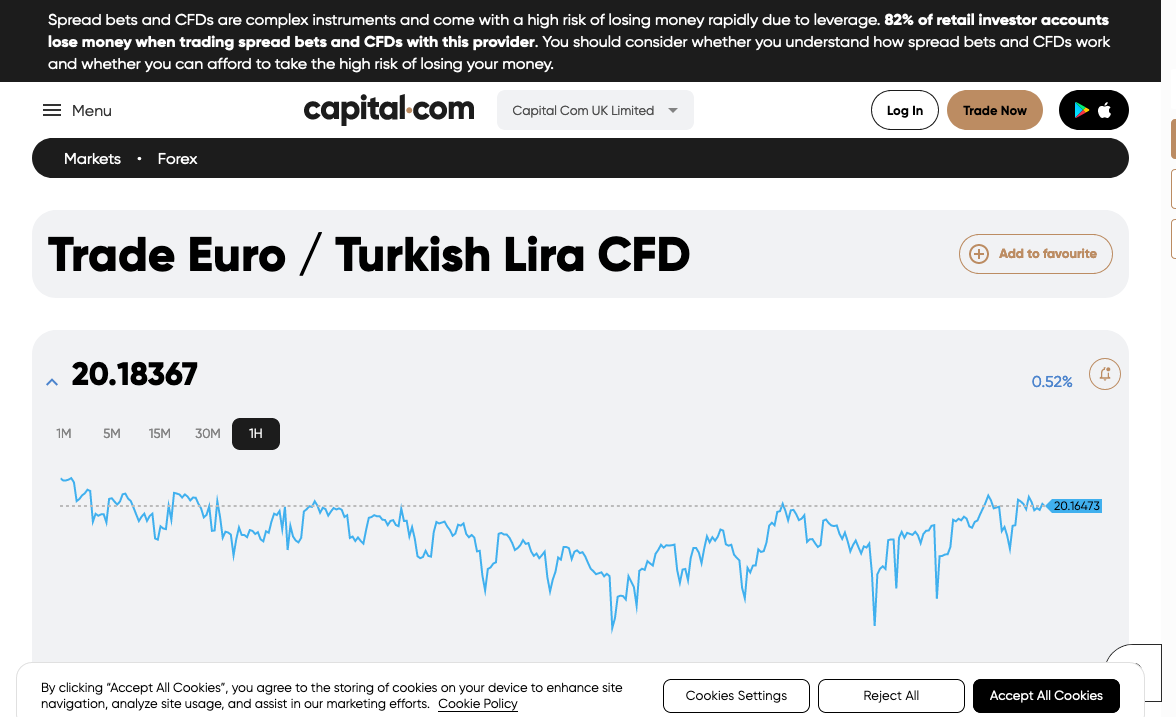 Spread bets and CFDs are complex instruments and come with a high risk of losing money rapidly due to leverage. 82% of retail investor accounts
lose money when trading spread bets and CFDs with this provider. You should consider whether you understand how spread bets and CFDs work
and whether you can afford to take the high risk of losing your money.
Menu
capital.com
Capital Com UK Limited
Log In
Trade Now
Markets • Forex
Trade Euro / Turkish Lira CFD
Add to favourite
20.18367
0.52%
1M 5M 15M 30M 1H
20.16473
By clicking “Accept All Cookies”, you agree to the storing of cookies on your device to enhance site
navigation, analyze site usage, and assist in our marketing efforts. Cookie Policy
Cookies Settings
Reject All
Accept All Cookies